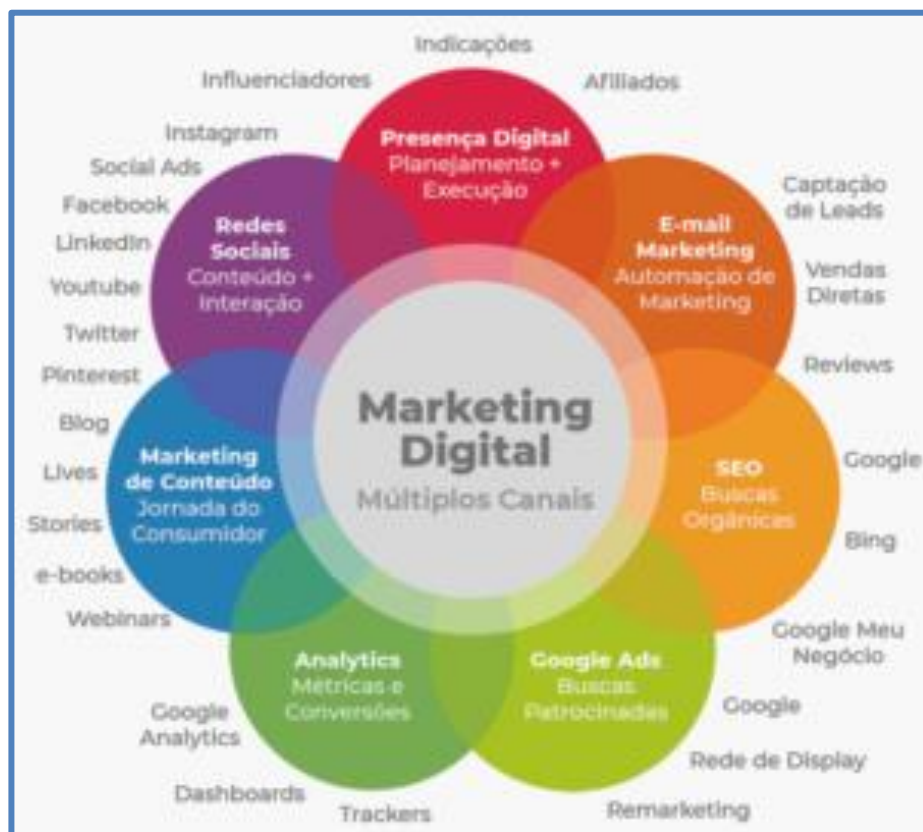 Indicações
Influenciadores
Afiliados
Instagram
Social Ads
Facebook
LinkedIn
Youtube
Twitter
Pinterest
Blog
Lives
Stories
e-books
Webinars
Presença Digital
Planejamento +
Execução
Redes
Sociais
Conteúdo +
Interação
E-mail
Marketing
Automação de
Marketing
Captação
de Leads
Vendas
Diretas
Reviews
Marketing
Digital
Múltiplos Canais
Marketing
de Conteúdo
Jornada do
Consumidor
SEO
Buscas
Orgânicas
Google
Bing
Google Meu
Negócio
Analytics
Métricas e
Conversões
Google Ads
Buscas
Patrocinadas
Google
Rede de Display
Remarketing
Google
Analytics
Dashboards
Trackers